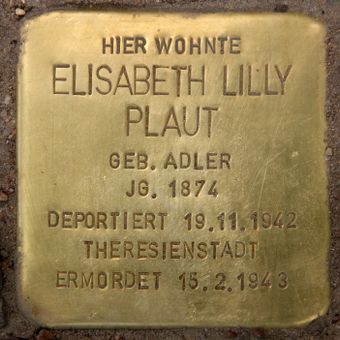 HIER WOHNTE
ELISABETH LILLY
PLAUT
GEB. ADLER
JG. 1874
DEPORTIERT 19.11.1942
THERESIENSTADT
ERMORDET 15.2.1943